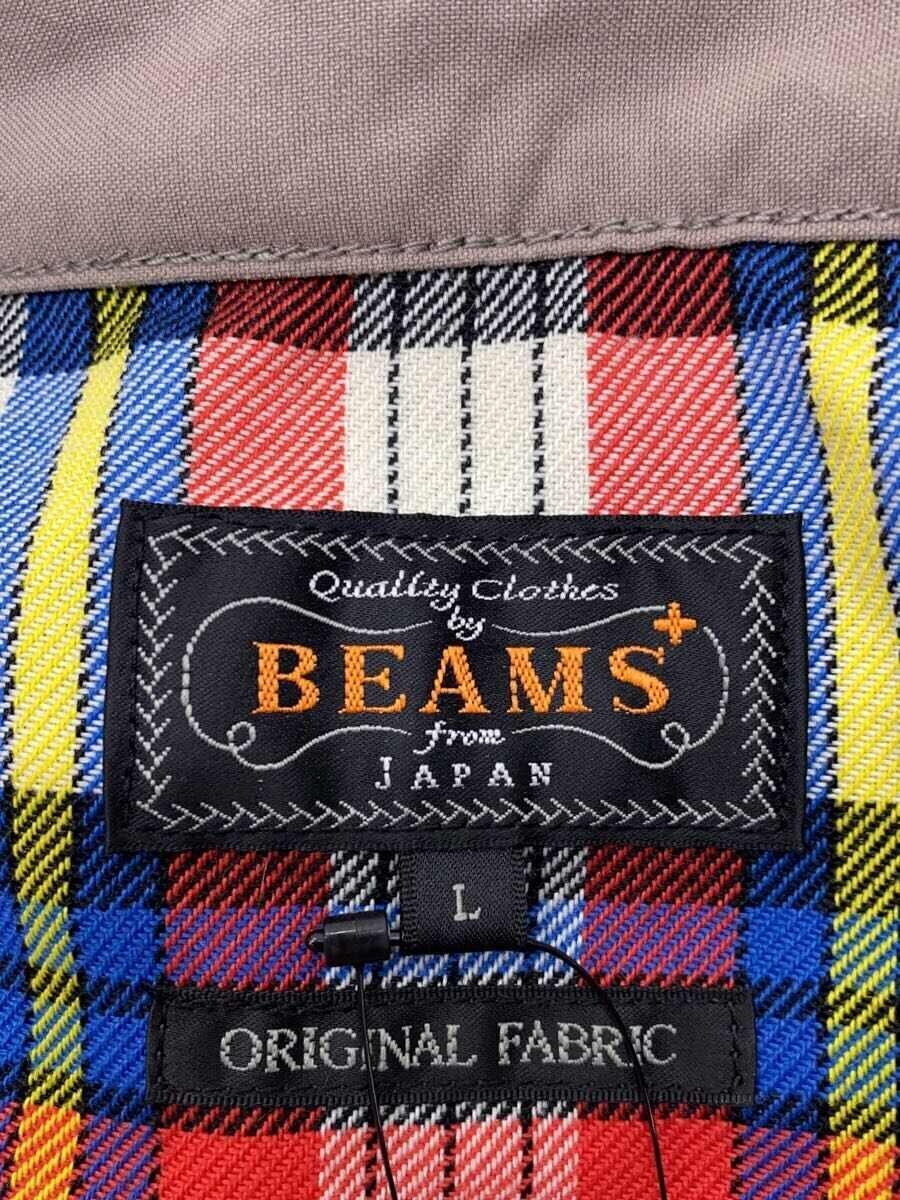 Quality Clothes
by
BEAMS+
from
JAPAN
L
ORIGINAL FABRIC